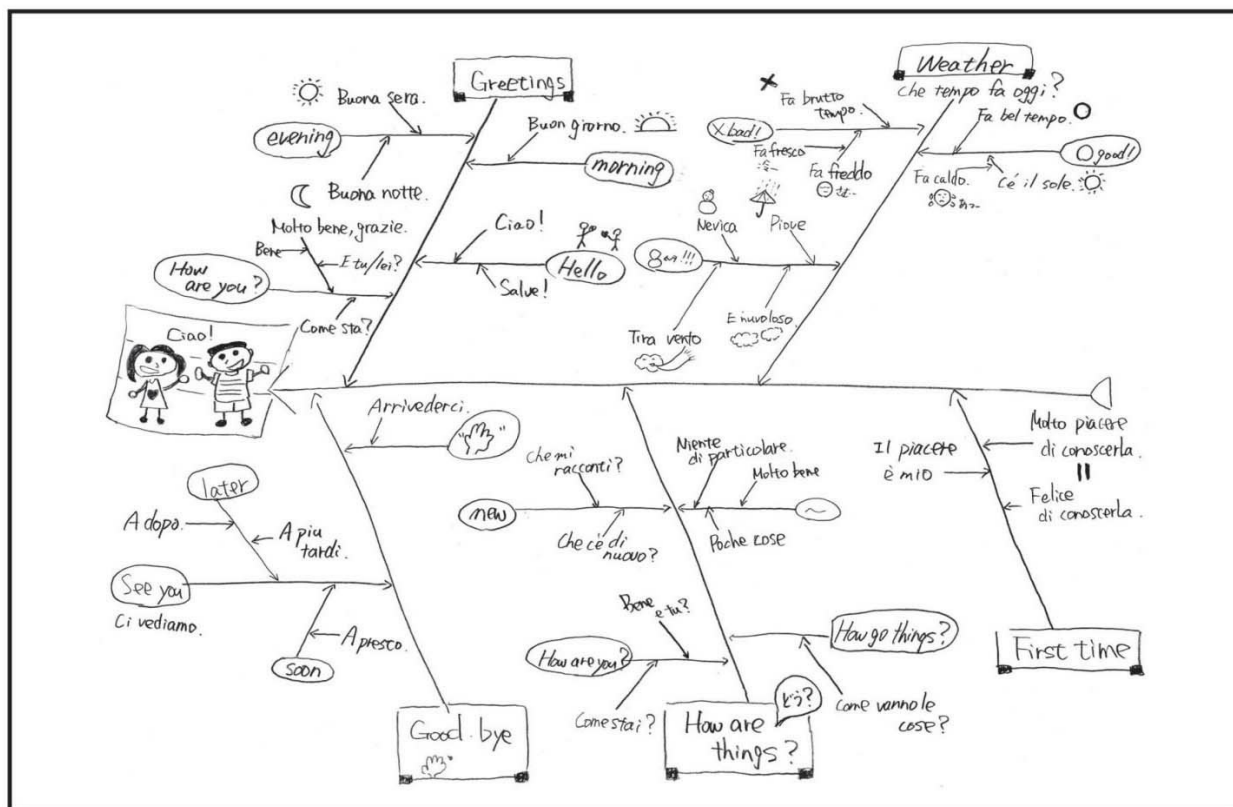 Greetings
Buona sera.
evening
Buona notte.
Buon giorno.
morning
Molto bene, grazie.
Bene
E tu/lei?
How
are you?
Come sta?
Ciao!
Hello
Salve!
Weather
che tempo fa oggi?
Fa brutto
tempo.
× bad!
Fa fresco
Fa freddo
Fa bel tempo.
good!
Fa caldo.
C'é il sole.
Nevica
Piove
Tira vento
E nuvoloso
Ciao!
Arrivederci.
later
A dopo.
A piu
tardi.
See you
Ci vediamo.
A presto.
soon
Good.bye
Che mi
racconti?
new
Che c'é di
nuovo?
Niente
di particolare.
Molto bene
Poche cose
Bene
e tu?
How are you?
Come stai?
How go things?
Come vanno le
cose?
どう?
How are
things?
Il piacere
è mio
Molto piacere
di conoscerla.
Felice
di conoscerla.
First time